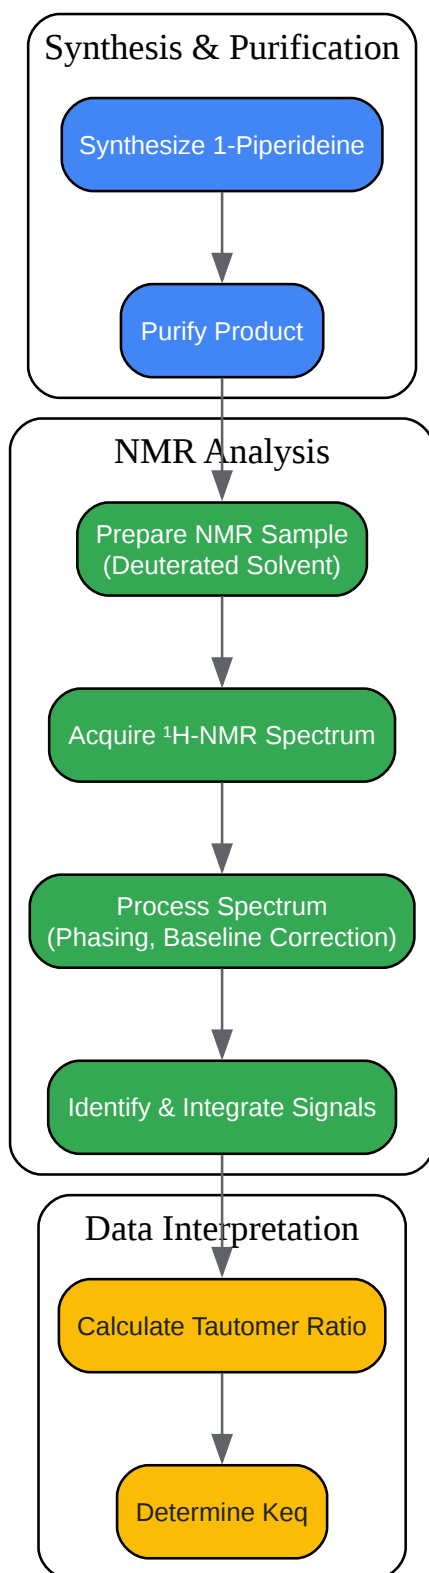 Synthesis & Purification
Synthesize 1-Piperideine
Purify Product
NMR Analysis
Prepare NMR Sample
(Deuterated Solvent)
Acquire ¹H-NMR Spectrum
Process Spectrum
(Phasing, Baseline Correction)
Identify & Integrate Signals
Data Interpretation
Calculate Tautomer Ratio
Determine Keq